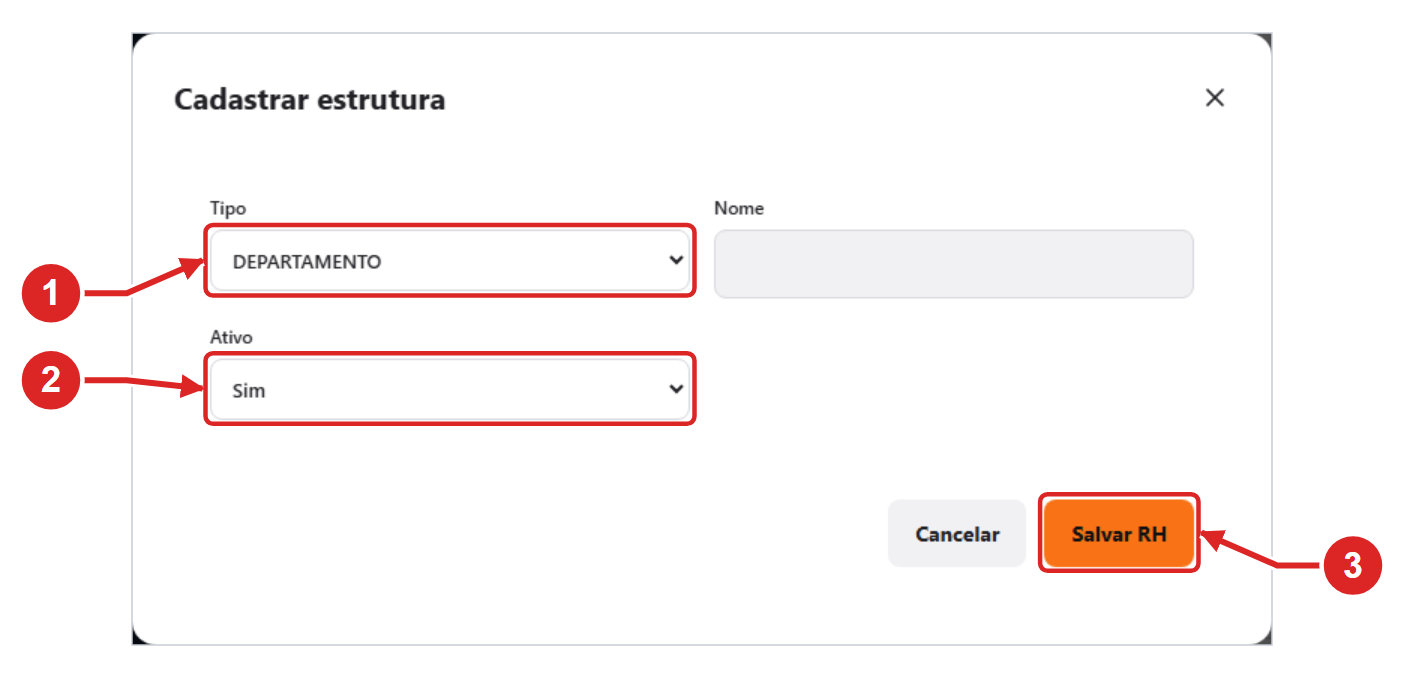 Cadastrar estrutura
Tipo
Nome
DEPARTAMENTO
1
Ativo
2
Sim
Cancelar
Salvar RH
3